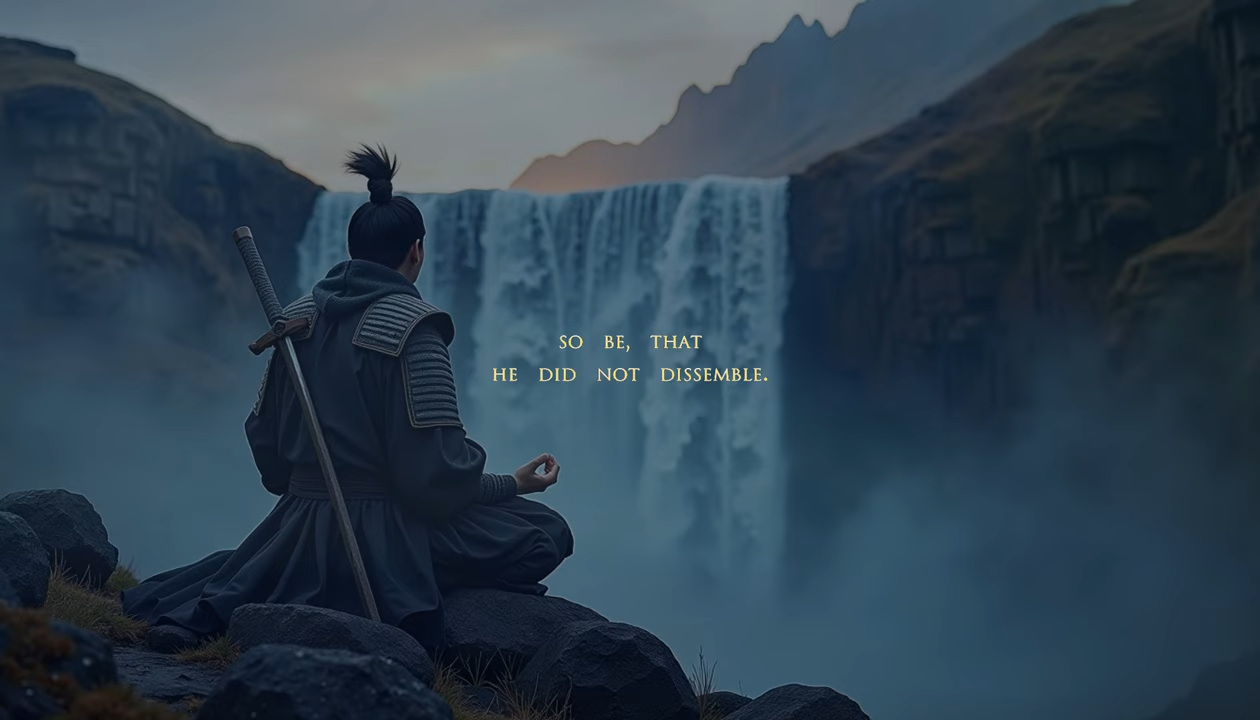 SO BE, THAT
HE DID NOT DISSEMBLE.